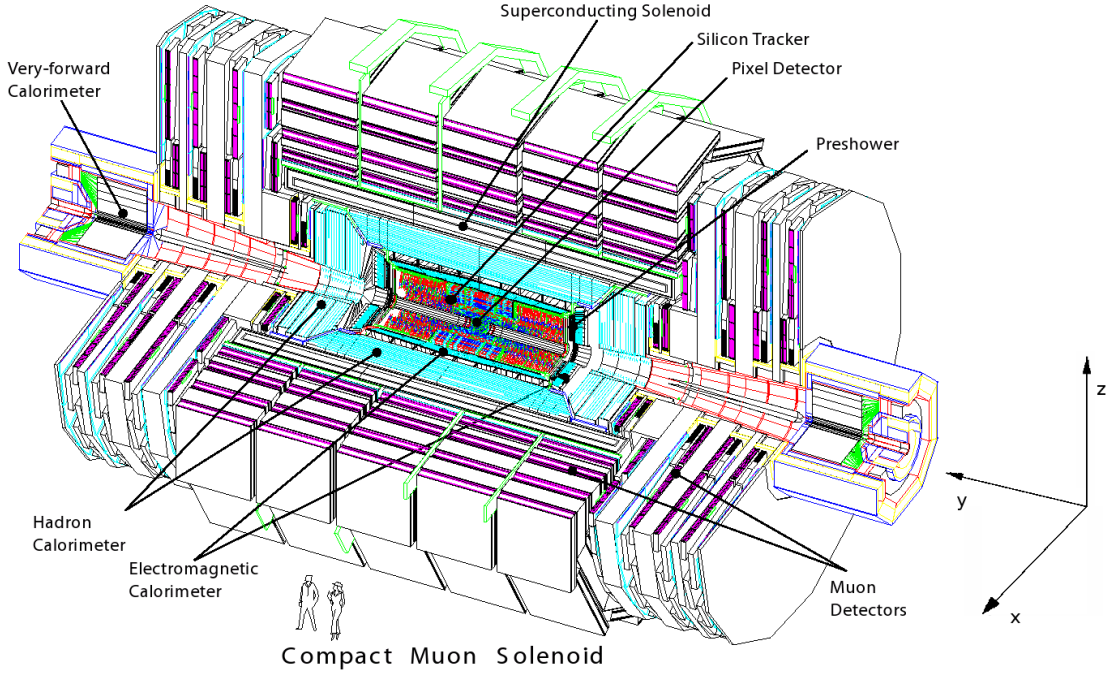 Superconducting Solenoid
Silicon Tracker
Pixel Detector
Very-forward
Calorimeter
Preshower
z
y
x
Hadron
Calorimeter
Electromagnetic
Calorimeter
Muon
Detectors
Compact Muon Solenoid